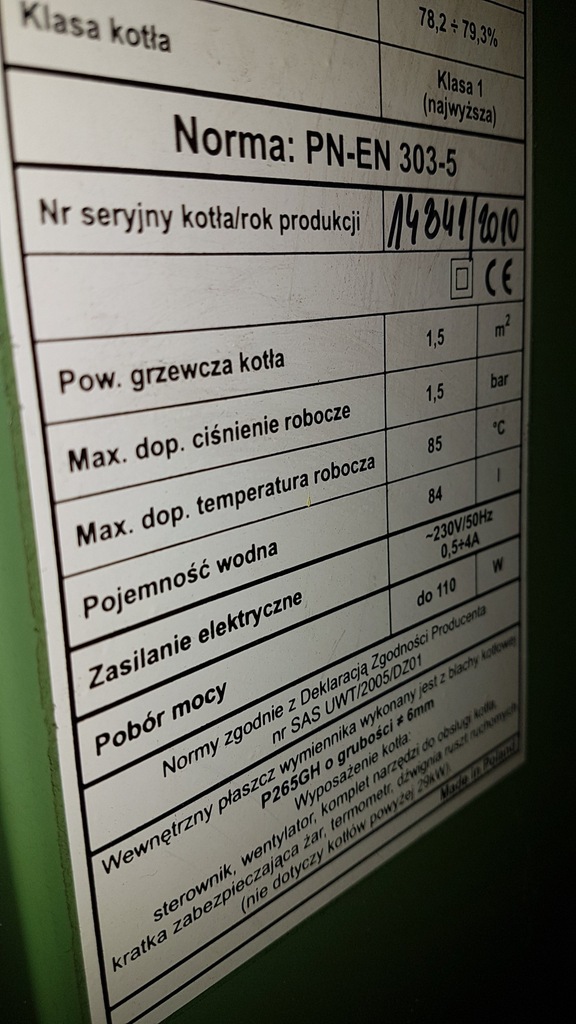 78,2 ÷ 79,3%
Klasa kotła
Klasa 1
(najwyższa)
Norma: PN-EN 303-5
Nr seryjny kotła/rok produkcji 14841/2010
CE
Pow. grzewcza kotła 1,5 m²
Max. dop. ciśnienie robocze 1,5 bar
Max. dop. temperatura robocza 85 °C
Pojemność wodna 84 l
Zasilanie elektryczne ~230V/50Hz
0,5÷4A
Pobór mocy do 110 W
Normy zgodnie z Deklaracją Zgodności Producenta
nr SAS UWT/2005/DZ01
Wewnętrzny płaszcz wymiennika wykonany jest z blachy kotłowej
P265GH o grubości ≠ 6mm
Wyposażenie kotła:
sterownik, wentylator, komplet narzędzi do obsługi kotła,
kratka zabezpieczająca żar, termometr, dźwignia ruszt ruchomych
(nie dotyczy kotłów powyżej 29kW).
Made in Poland